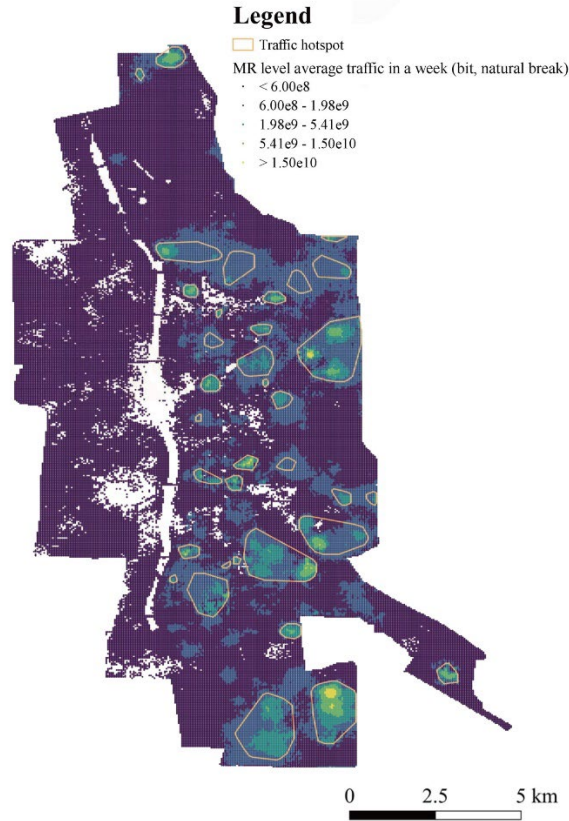 Legend
Traffic hotspot
MR level average traffic in a week (bit, natural break)
< 6.00e8
6.00e8 - 1.98e9
1.98e9 - 5.41e9
5.41e9 - 1.50e10
> 1.50e10
0 2.5 5 km